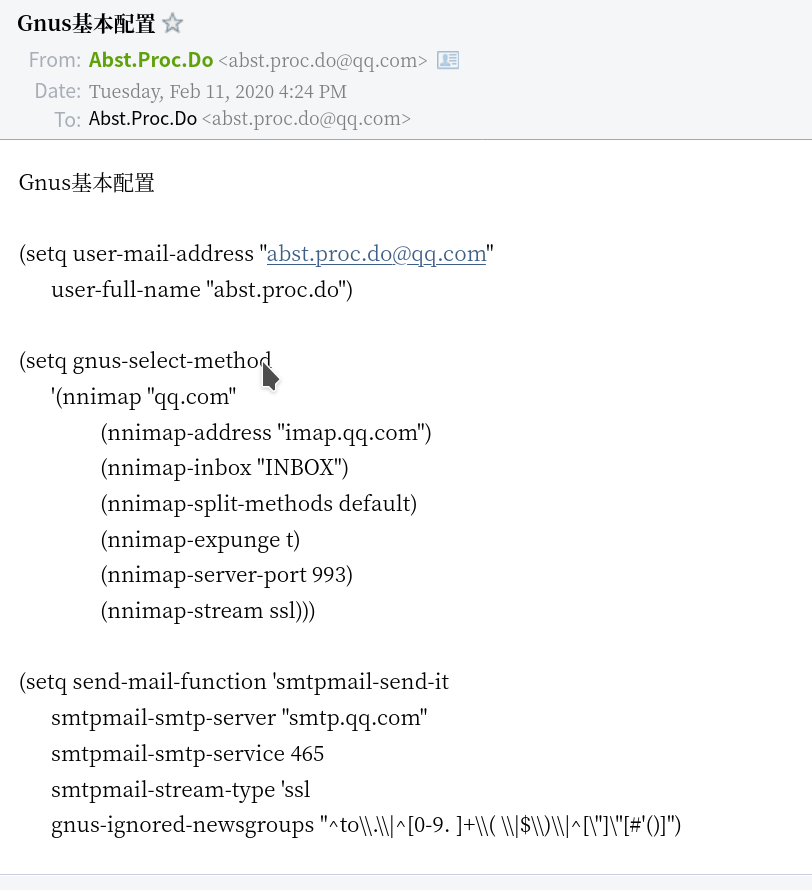 Gnus基本配置
From: Abst.Proc.Do <abst.proc.do@qq.com>
Date: Tuesday, Feb 11, 2020 4:24 PM
To: Abst.Proc.Do <abst.proc.do@qq.com>
Gnus基本配置
(setq user-mail-address "abst.proc.do@qq.com"
user-full-name "abst.proc.do")
(setq gnus-select-method
'(nnimap "qq.com"
(nnimap-address "imap.qq.com")
(nnimap-inbox "INBOX")
(nnimap-split-methods default)
(nnimap-expunge t)
(nnimap-server-port 993)
(nnimap-stream ssl)))
(setq send-mail-function 'smtpmail-send-it
smtpmail-smtp-server "smtp.qq.com"
smtpmail-smtp-service 465
smtpmail-stream-type 'ssl
gnus-ignored-newsgroups "^to\\.\\|^[0-9. ]+\\( \\|$\\)\\|^[\"]\"[#'()]")